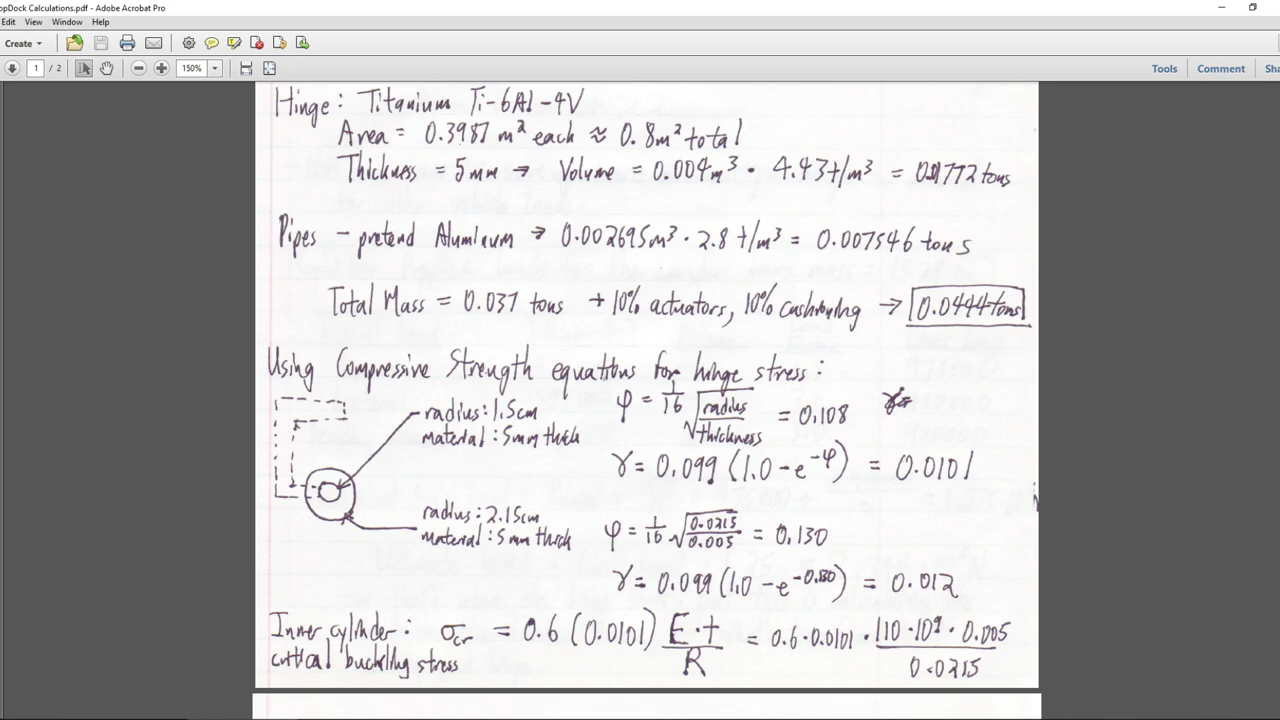 opDock Calculations.pdf - Adobe Acrobat Pro
Edit View Window Help
Create
1 / 2 150% Tools Comment Sha
Hinge: Titanium Ti-6Al-4V
Area = 0.3987 m² each ≈ 0.8m² total
Thickness = 5mm → Volume = 0.004m³ · 4.43t/m³ = 0.01772 tons
Pipes - pretend Aluminum → 0.002695m³ · 2.8 t/m³ = 0.007546 tons
Total Mass = 0.037 tons + 10% actuators, 10% cushioning → 0.0444 tons
Using Compressive Strength equations for hinge stress:
radius: 1.5cm
material: 5mm thick
φ = 1/16 √(radius/thickness) = 0.108
γ = 0.099 (1.0 - e^-φ) = 0.0101
radius: 2.15cm
material: 5mm thick
φ = 1/16 √(0.0215/0.005) = 0.130
γ = 0.099 (1.0 - e^-0.130) = 0.012
Inner cylinder: σcr = 0.6 (0.0101) E·t/R = 0.6 · 0.0101 · 110·10⁹ · 0.005/0.0215
critical buckling stress